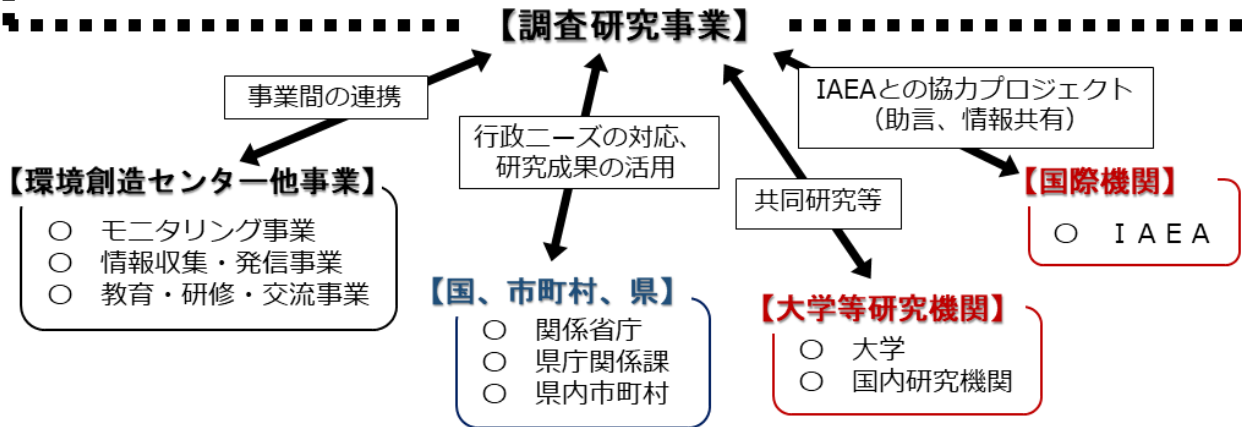 【調査研究事業】
事業間の連携
IAEAとの協力プロジェクト
（助言、情報共有）
行政ニーズの対応、
研究成果の活用
共同研究等
【環境創造センター他事業】
○　モニタリング事業
○　情報収集・発信事業
○　教育・研修・交流事業
【国、市町村、県】
○　関係省庁
○　県庁関係課
○　県内市町村
【大学等研究機関】
○　大学
○　国内研究機関
【国際機関】
○　ＩＡＥＡ